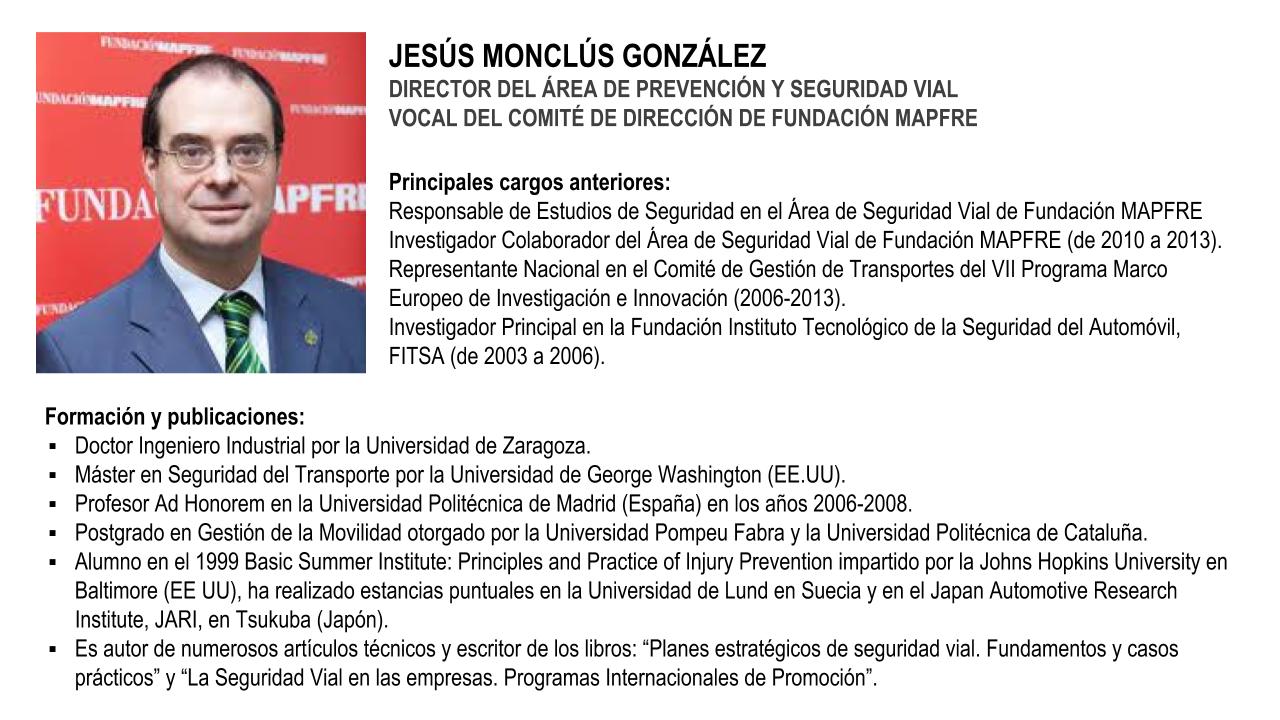 FUNDACIÓN MAPFRE
FUNDACIÓN MAPFRE
FUNDACIÓN MAPFRE
FUNDACIÓN MAPFRE
FUNDA
APFRE
JESÚS MONCLÚS GONZÁLEZ
DIRECTOR DEL ÁREA DE PREVENCIÓN Y SEGURIDAD VIAL
VOCAL DEL COMITÉ DE DIRECCIÓN DE FUNDACIÓN MAPFRE
Principales cargos anteriores:
Responsable de Estudios de Seguridad en el Área de Seguridad Vial de Fundación MAPFRE
Investigador Colaborador del Área de Seguridad Vial de Fundación MAPFRE (de 2010 a 2013).
Representante Nacional en el Comité de Gestión de Transportes del VII Programa Marco
Europeo de Investigación e Innovación (2006-2013).
Investigador Principal en la Fundación Instituto Tecnológico de la Seguridad del Automóvil,
FITSA (de 2003 a 2006).
Formación y publicaciones:
▪ Doctor Ingeniero Industrial por la Universidad de Zaragoza.
▪ Máster en Seguridad del Transporte por la Universidad de George Washington (EE.UU).
▪ Profesor Ad Honorem en la Universidad Politécnica de Madrid (España) en los años 2006-2008.
▪ Postgrado en Gestión de la Movilidad otorgado por la Universidad Pompeu Fabra y la Universidad Politécnica de Cataluña.
▪ Alumno en el 1999 Basic Summer Institute: Principles and Practice of Injury Prevention impartido por la Johns Hopkins University en
Baltimore (EE UU), ha realizado estancias puntuales en la Universidad de Lund en Suecia y en el Japan Automotive Research
Institute, JARI, en Tsukuba (Japón).
▪ Es autor de numerosos artículos técnicos y escritor de los libros: “Planes estratégicos de seguridad vial. Fundamentos y casos
prácticos” y “La Seguridad Vial en las empresas. Programas Internacionales de Promoción”.